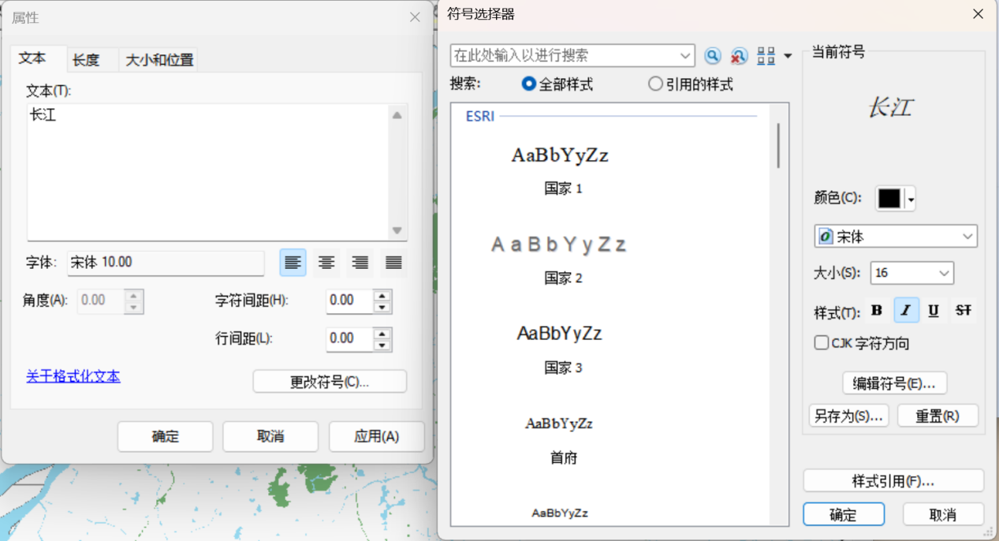 属性
文本 长度 大小和位置
文本(T):
长江
字体: 宋体 10.00
角度(A): 0.00 字符间距(H): 0.00
行间距(L): 0.00
关于格式化文本
更改符号(C)...
确定 取消 应用(A)
符号选择器
在此处输入以进行搜索
搜索: 全部样式 引用的样式
ESRI
AaBbYyZz
国家 1
AaBbYyZz
国家 2
AaBbYyZz
国家 3
AaBbYyZz
首府
AaBbYyZz
当前符号
长江
颜色(C):
宋体
大小(S): 16
样式(T): B I U ST
CJK 字符方向
编辑符号(E)...
另存为(S)... 重置(R)
样式引用(F)...
确定 取消